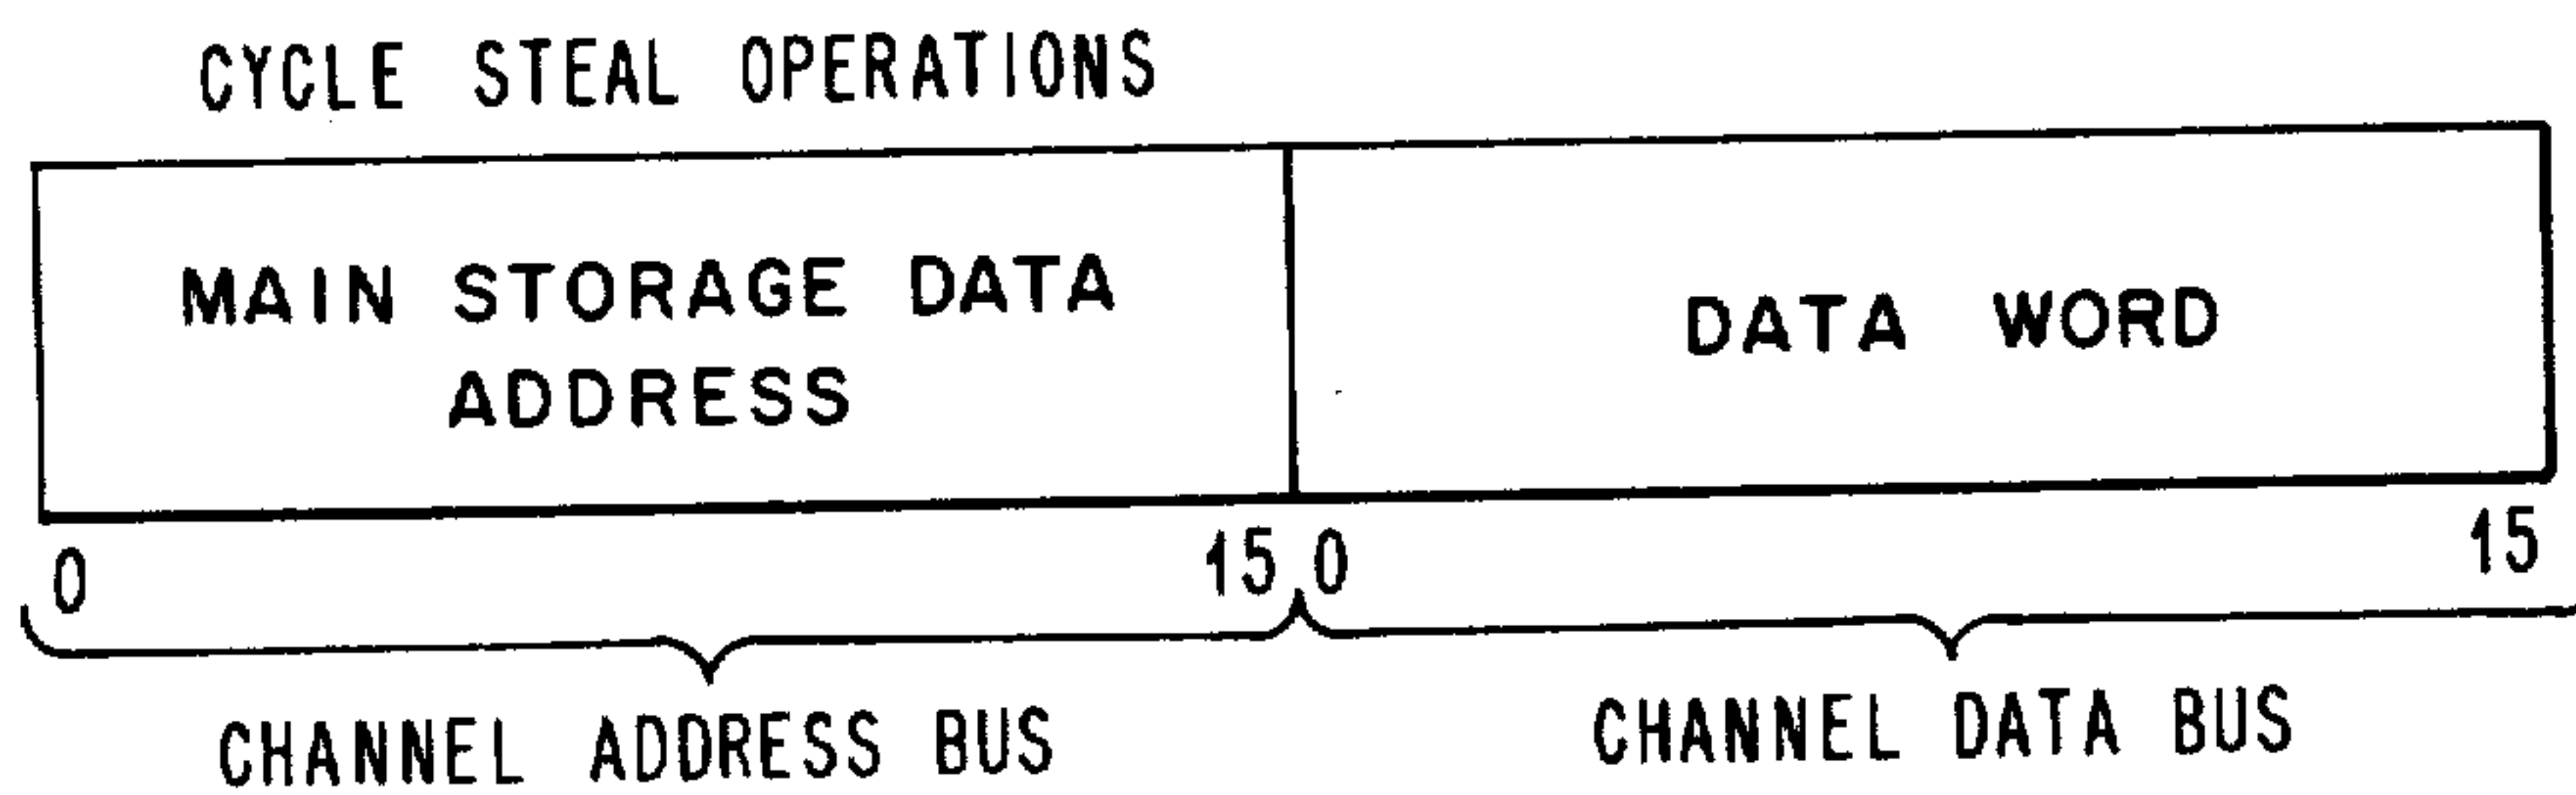 CYCLE STEAL OPERATIONS
MAIN STORAGE DATA
ADDRESS
DATA WORD
0 15 0 15
CHANNEL ADDRESS BUS CHANNEL DATA BUS